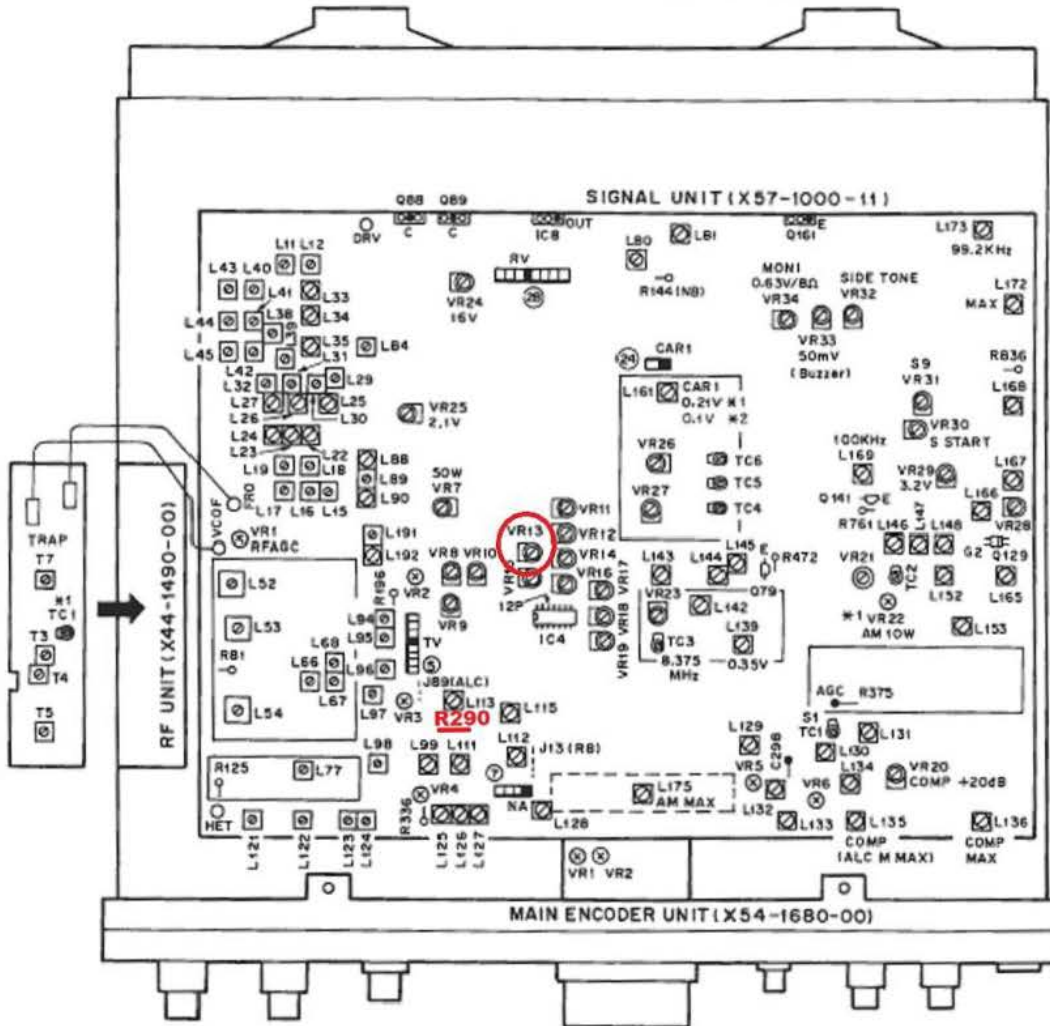 SIGNAL UNIT (X57-1000-11)
Q88 Q89
C C
DRV
IC8 OUT
E
Q161
L173
99.2KHz
L80
L81
R144(NB)
L11 L12
L43 L40
L41
L38
L39
L33
L34
L44
L45
L35
L31
L42
L32
L29
L27
L25
L26
L30
L24
L23
L22
L19
L18
L17
L16
L15
L84
RV
28
VR24
16V
MONI
0.63V/8Ω
VR34
SIDE TONE
VR32
VR33
50mV
(Buzzer)
L172
MAX
24
CAR1
S9
VR31
R836
L168
L161
CAR1
0.21V ※1
0.1V ※2
VR25
2.1V
VR30
S START
VR26
VR27
TC6
TC5
TC4
100KHz
L169
VR29
3.2V
L167
L166
VR28
Q141
E
R761
L146
L147
L148
G2
Q129
L88
L89
L90
50W
VR7
VR11
VR13
VR12
VR14
VR16
VR17
VR18
VR19
FRO
VCOF
VR1
RFAGC
L191
L192
VR8 VR10
VR2
R196
VR9
12P
IC4
L143
L144
L145
E
R472
Q79
VR23
L142
TC3
L139
8.375
MHz
0.35V
VR21
TC2
L152
L165
※1
VR22
AM 10W
L153
TRAP
T7
※1
TC1
T3
T4
T5
RF UNIT (X44-1490-00)
L52
L53
L54
R81
L68
L66
L67
L94
L95
L96
L97
TV
5
J89(ALC)
VR3
L113
R290
L115
L112
J13(R8)
L98
L99
L111
7
NA
VR4
R336
R125
L77
HET
L121
L122
L123
L124
L125
L126
L127
L128
L175
AM MAX
AGC
R375
S1
TC1
L129
L130
L131
C298
VR5
VR6
L132
L133
L134
VR20
COMP +20dB
L135
COMP
(ALC M MAX)
L136
COMP
MAX
VR1 VR2
MAIN ENCODER UNIT (X54-1680-00)